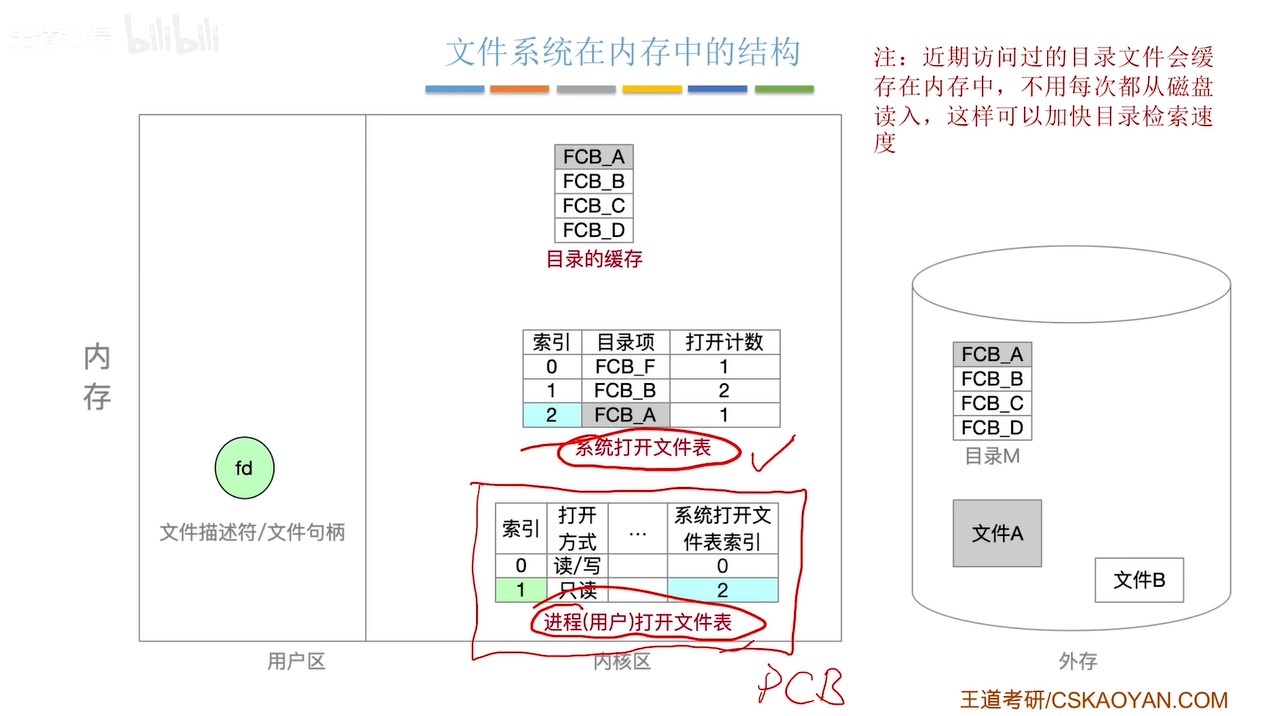 bilibili
文件系统在内存中的结构
注：近期访问过的目录文件会缓
存在内存中，不用每次都从磁盘
读入，这样可以加快目录检索速
度
FCB_A
FCB_B
FCB_C
FCB_D
目录的缓存
内
存
索引 目录项 打开计数
0 FCB_F 1
1 FCB_B 2
2 FCB_A 1
系统打开文件表
fd
文件描述符/文件句柄
索引 打开方式 … 系统打开文件表索引
0 读/写 0
1 只读 2
进程(用户)打开文件表
用户区
内核区
PCB
FCB_A
FCB_B
FCB_C
FCB_D
目录M
文件A
文件B
外存
王道考研/CSKAOYAN.COM